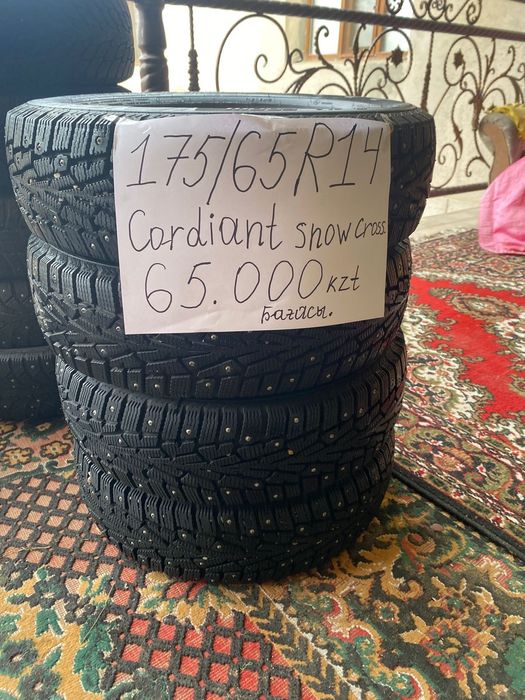 175/65R14
Cordiant snow cross.
65.000 kzt
бағасы.